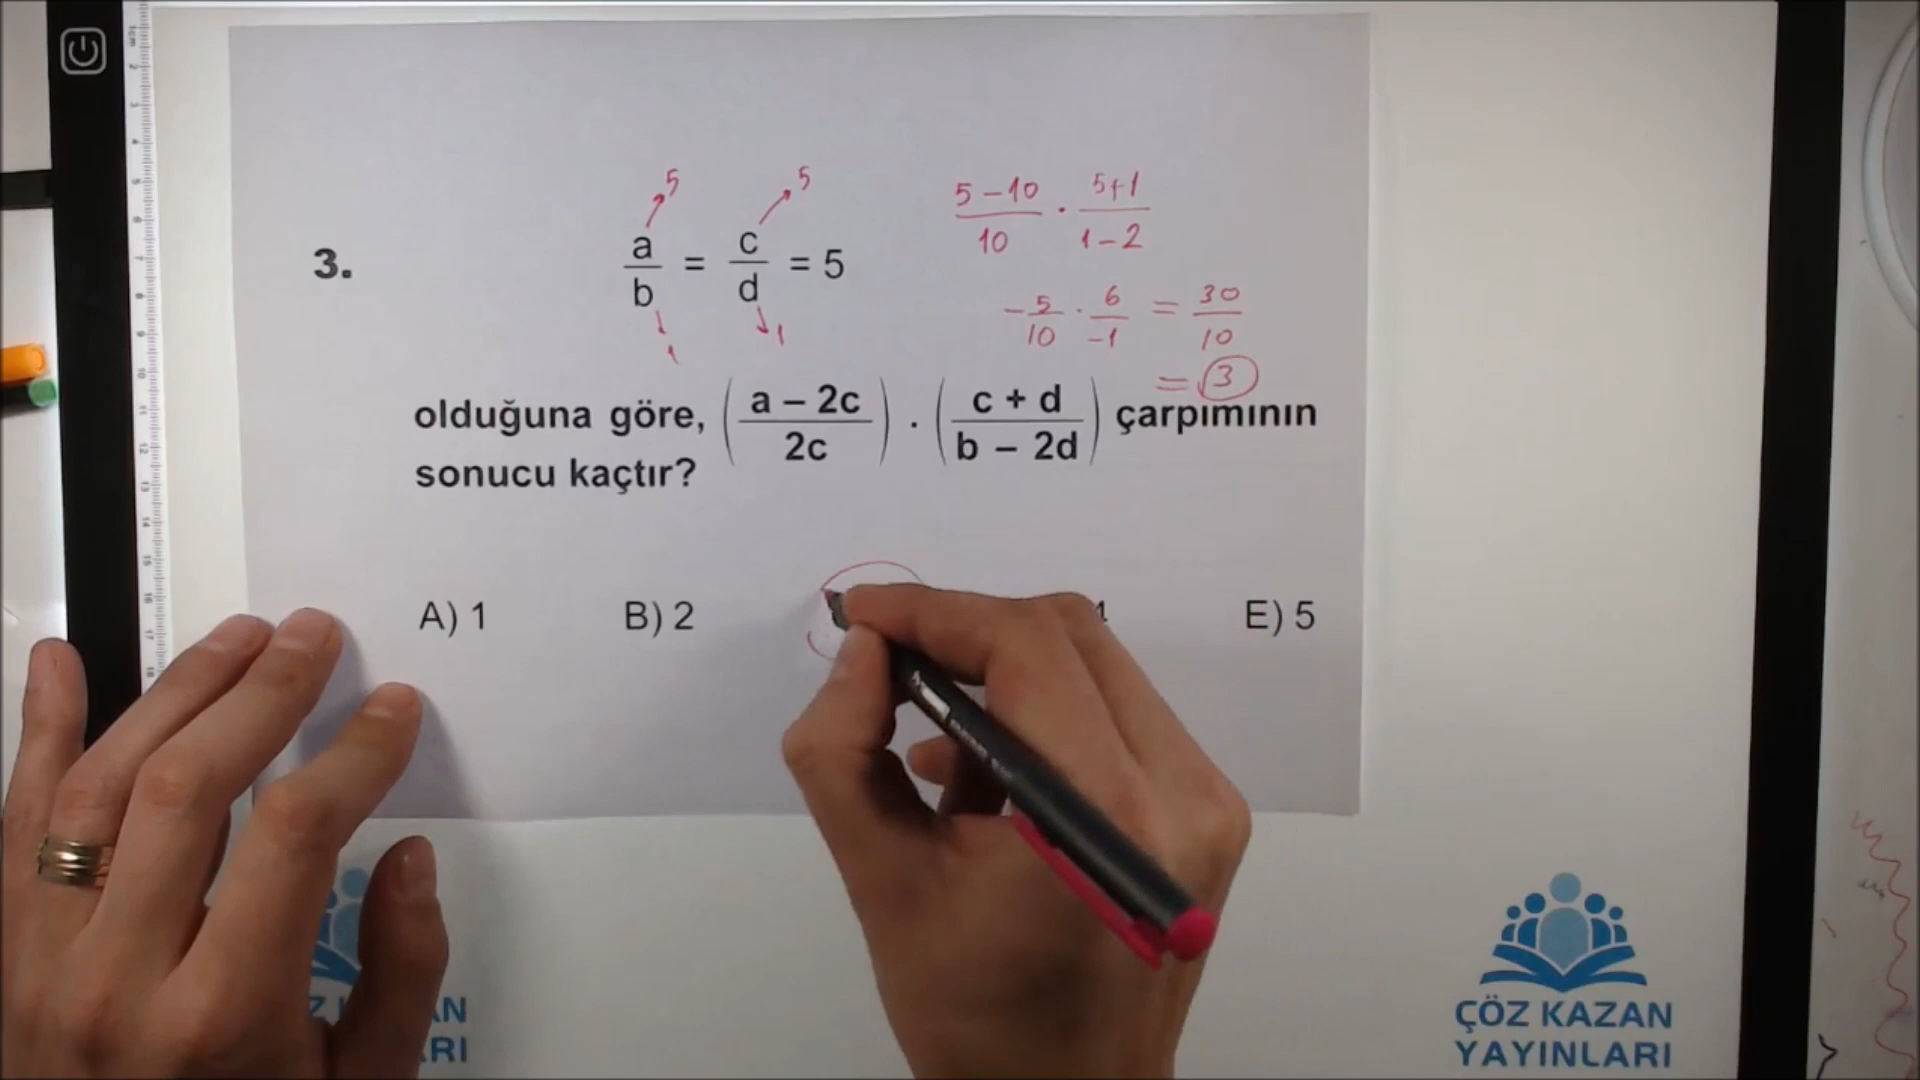 5 5
3. a/b = c/d = 5
1 1
5-10/10 · 5+1/1-2
-5/10 · 6/-1 = 30/10
= 3
olduğuna göre, (a – 2c/2c) · (c + d/b – 2d) çarpımının
sonucu kaçtır?
A) 1 B) 2 E) 5
ÇÖZ KAZAN
YAYINLARI